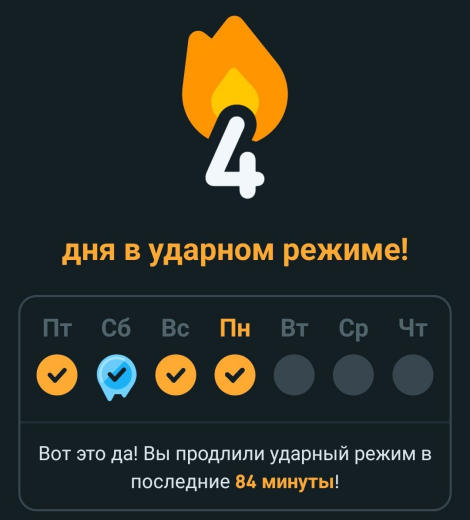 4
дня в ударном режиме!
Пт Сб Вс Пн Вт Ср Чт
Вот это да! Вы продлили ударный режим в
последние 84 минуты!